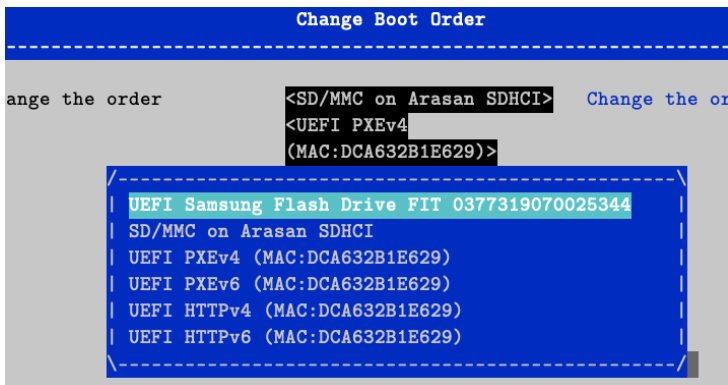 Change Boot Order
ange the order <SD/MMC on Arasan SDHCI> Change the or
<UEFI PXEv4
(MAC:DCA632B1E629)>
UEFI Samsung Flash Drive FIT 0377319070025344
SD/MMC on Arasan SDHCI
UEFI PXEv4 (MAC:DCA632B1E629)
UEFI PXEv6 (MAC:DCA632B1E629)
UEFI HTTPv4 (MAC:DCA632B1E629)
UEFI HTTPv6 (MAC:DCA632B1E629)